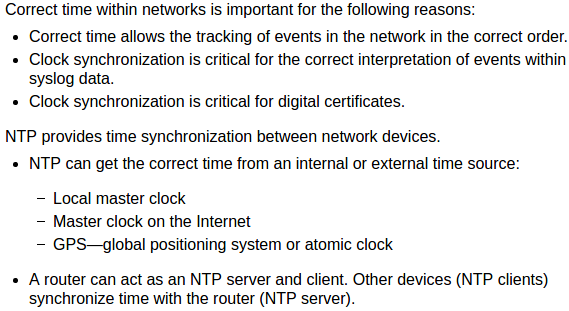 Correct time within networks is important for the following reasons:
• Correct time allows the tracking of events in the network in the correct order.
• Clock synchronization is critical for the correct interpretation of events within
syslog data.
• Clock synchronization is critical for digital certificates.
NTP provides time synchronization between network devices.
• NTP can get the correct time from an internal or external time source:
– Local master clock
– Master clock on the Internet
– GPS—global positioning system or atomic clock
• A router can act as an NTP server and client. Other devices (NTP clients)
synchronize time with the router (NTP server).